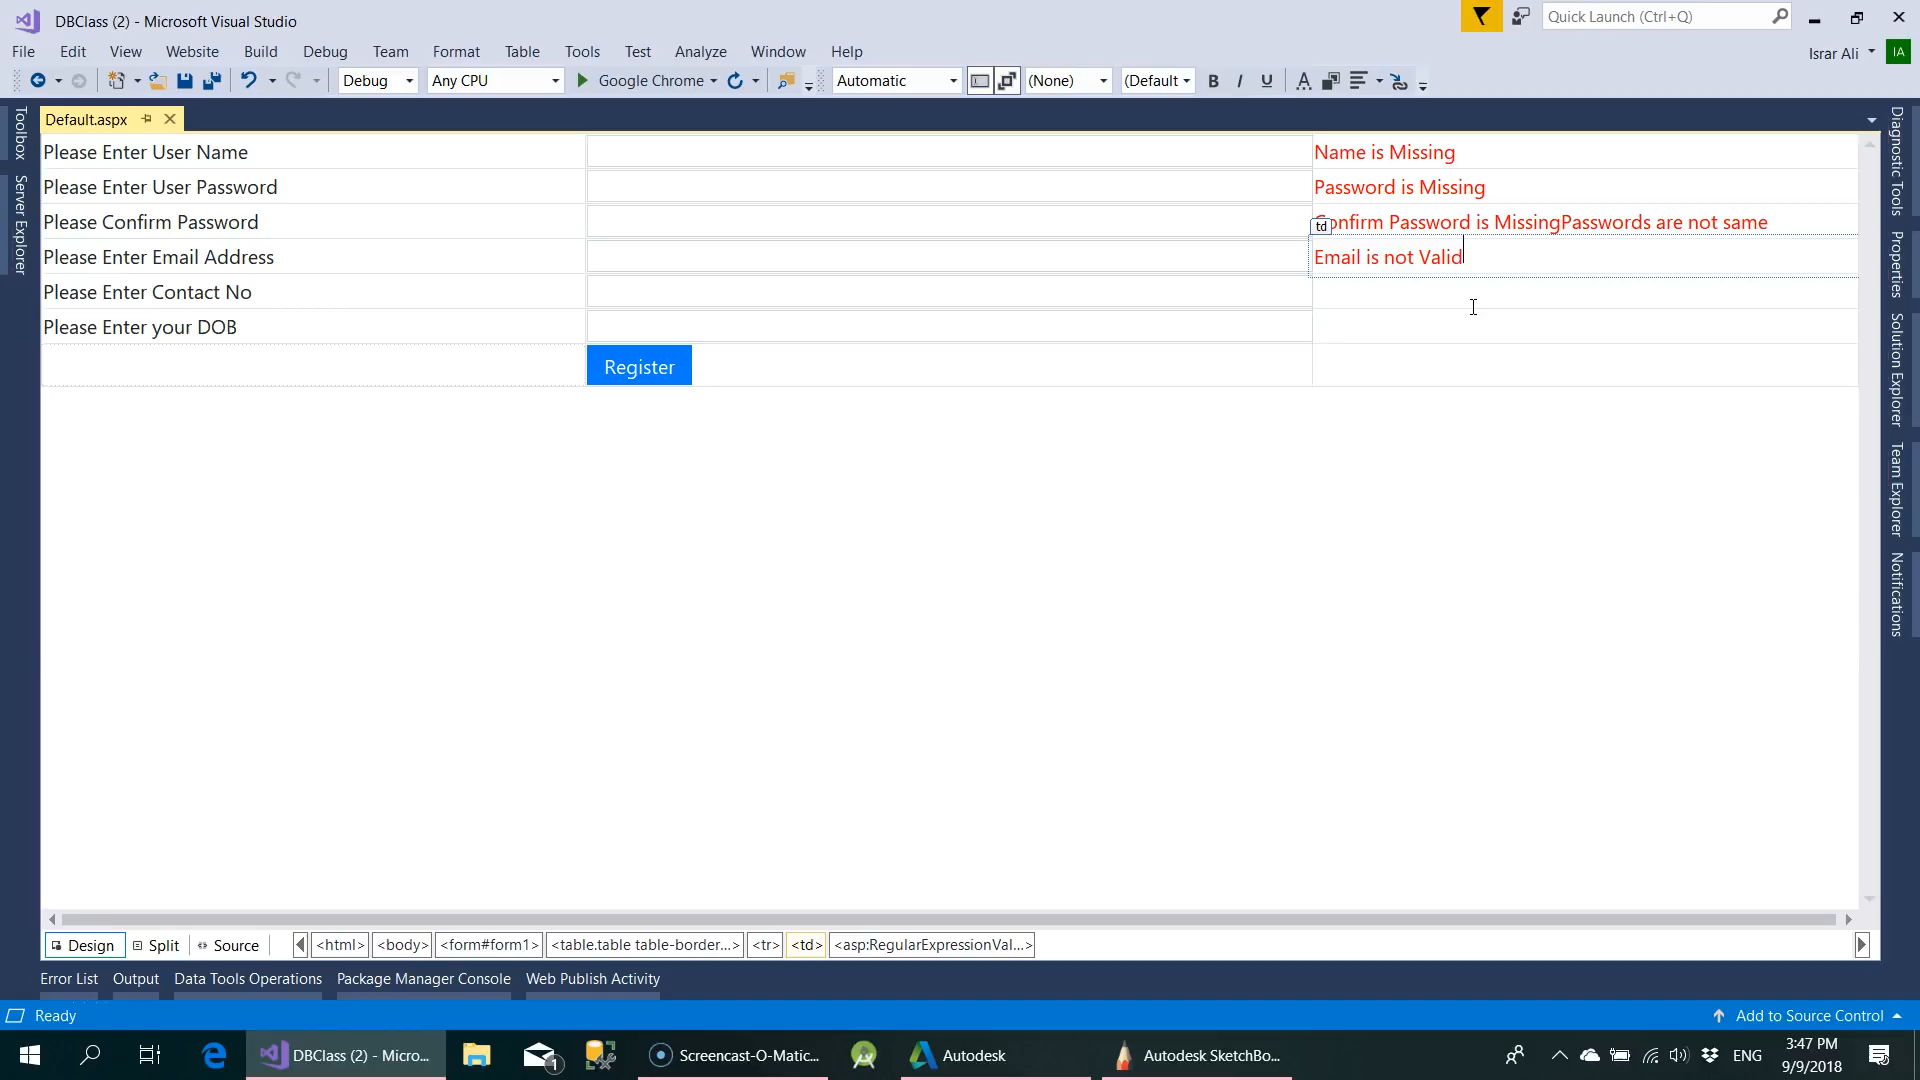 DBClass (2) - Microsoft Visual Studio
Quick Launch (Ctrl+Q)
File Edit View Website Build Debug Team Format Table Tools Test Analyze Window Help
Israr Ali IA
Debug Any CPU Google Chrome Automatic (None) (Default B I U A
Default.aspx
Toolbox
Server Explorer
Please Enter User Name Name is Missing
Please Enter User Password Password is Missing
Please Confirm Password Confirm Password is MissingPasswords are not same
td
Please Enter Email Address Email is not Valid
Please Enter Contact No
Please Enter your DOB
Register
Diagnostic Tools
Properties
Solution Explorer
Team Explorer
Notifications
Design Split Source <html> <body> <form#form1> <table.table table-border...> <tr> <td> <asp:RegularExpressionVal...>
Error List Output Data Tools Operations Package Manager Console Web Publish Activity
Ready Add to Source Control
DBClass (2) - Micro... 1 Screencast-O-Matic... Autodesk Autodesk SketchBo... ENG
3:47 PM
9/9/2018